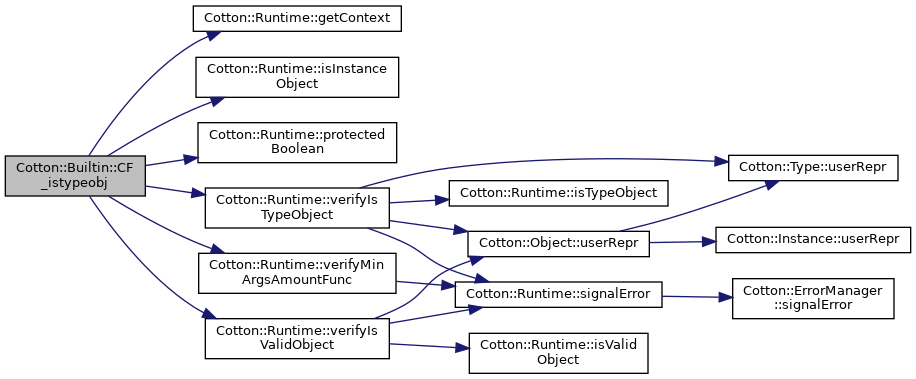 Cotton::Runtime::getContext
Cotton::Runtime::isInstance
Object
Cotton::Runtime::protected
Boolean
Cotton::Builtin::CF
_istypeobj
Cotton::Runtime::verifyIs
TypeObject
Cotton::Runtime::verifyMin
ArgsAmountFunc
Cotton::Runtime::verifyIs
ValidObject
Cotton::Runtime::isTypeObject
Cotton::Object::userRepr
Cotton::Runtime::signalError
Cotton::Runtime::isValid
Object
Cotton::Type::userRepr
Cotton::Instance::userRepr
Cotton::ErrorManager
::signalError